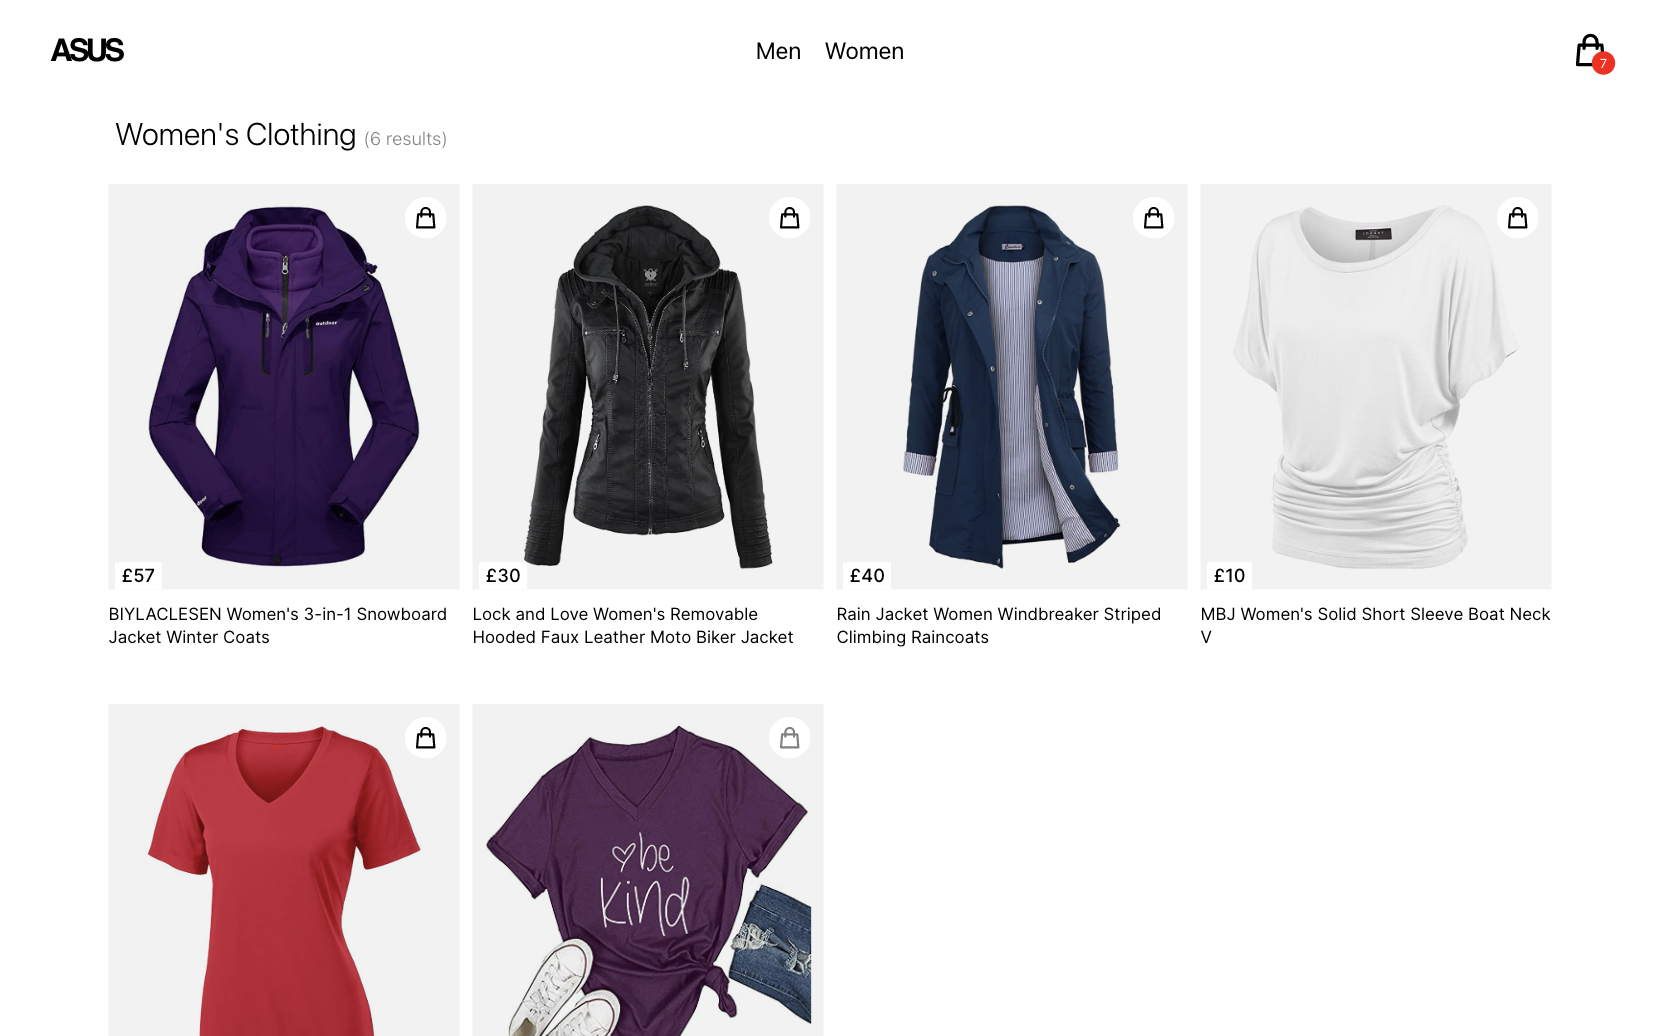 ASUS
Men
Women
7
Women's Clothing (6 results)
outdoor
£57
£30
£40
£10
BIYLACLESEN Women's 3-in-1 Snowboard
Jacket Winter Coats
Lock and Love Women's Removable
Hooded Faux Leather Moto Biker Jacket
Rain Jacket Women Windbreaker Striped
Climbing Raincoats
MBJ Women's Solid Short Sleeve Boat Neck
V
be
kind